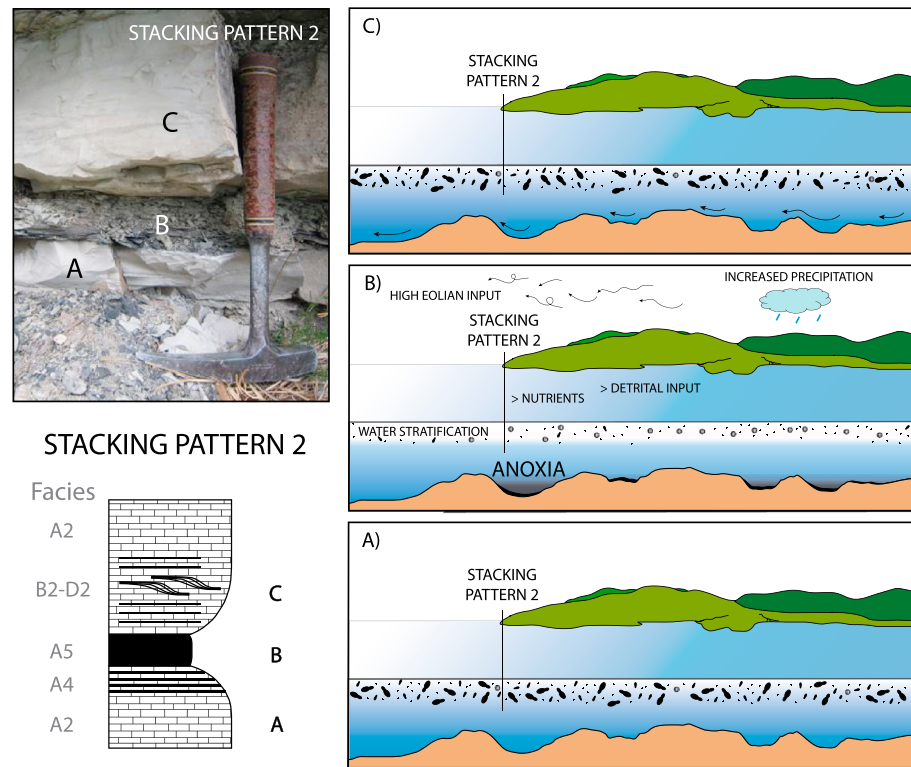 STACKING PATTERN 2
C
B
A
STACKING PATTERN 2
Facies
A2
B2-D2
C
A5
B
A4
A2
A
C)
STACKING
PATTERN 2
B)
HIGH EOLIAN INPUT
INCREASED PRECIPITATION
STACKING
PATTERN 2
> NUTRIENTS
> DETRITAL INPUT
WATER STRATIFICATION
ANOXIA
A)
STACKING
PATTERN 2